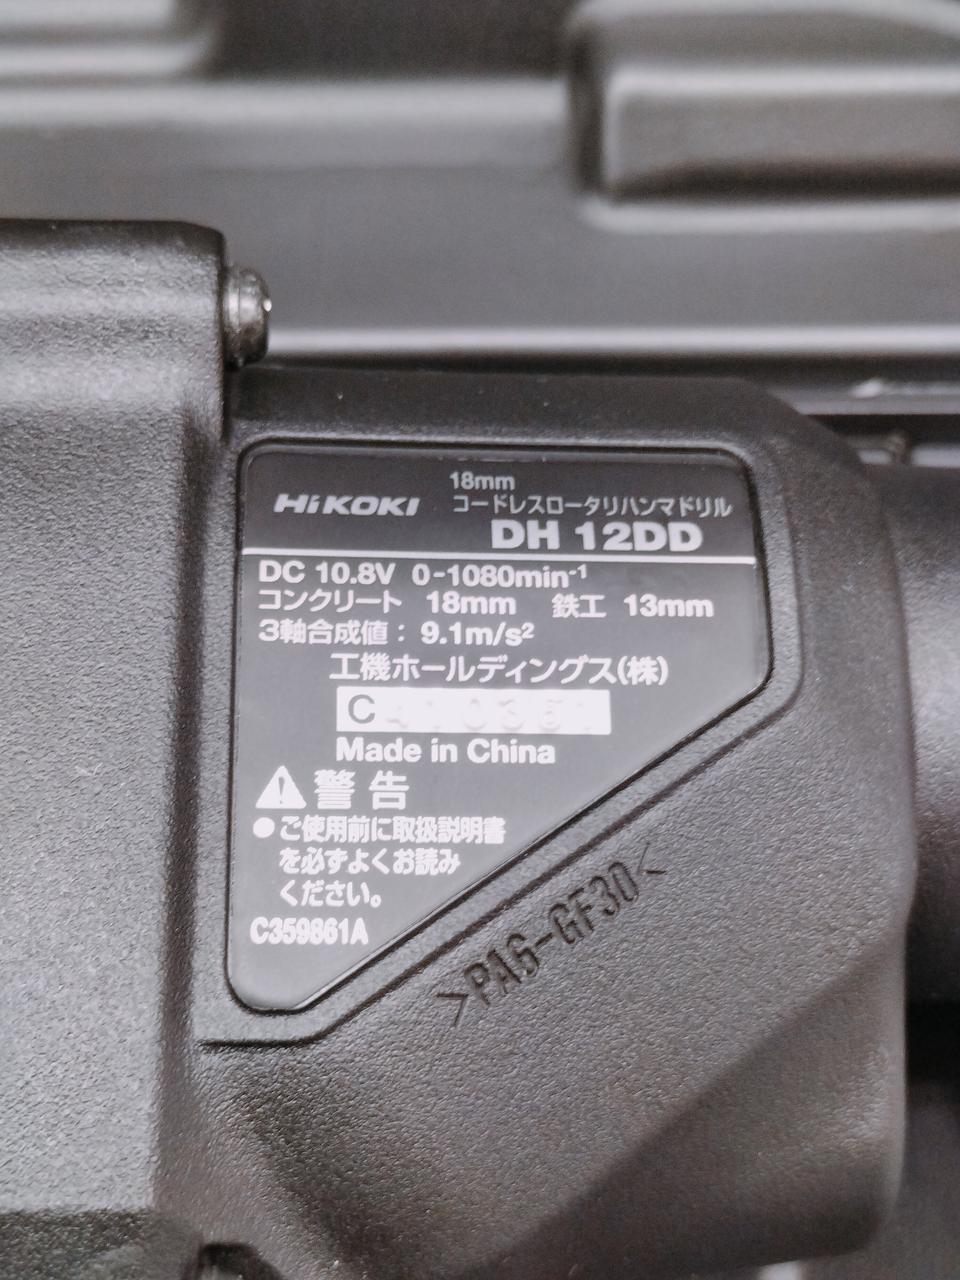 18mm
HiKOKI コードレスロータリハンマドリル
DH 12DD
DC 10.8V 0-1080min-1
コンクリート 18mm 鉄工 13mm
3軸合成値： 9.1m/s²
工機ホールディングス(株)
C
Made in China
警告
●ご使用前に取扱説明書
を必ずよくお読み
ください。
C359861A
>PA6-GF30<